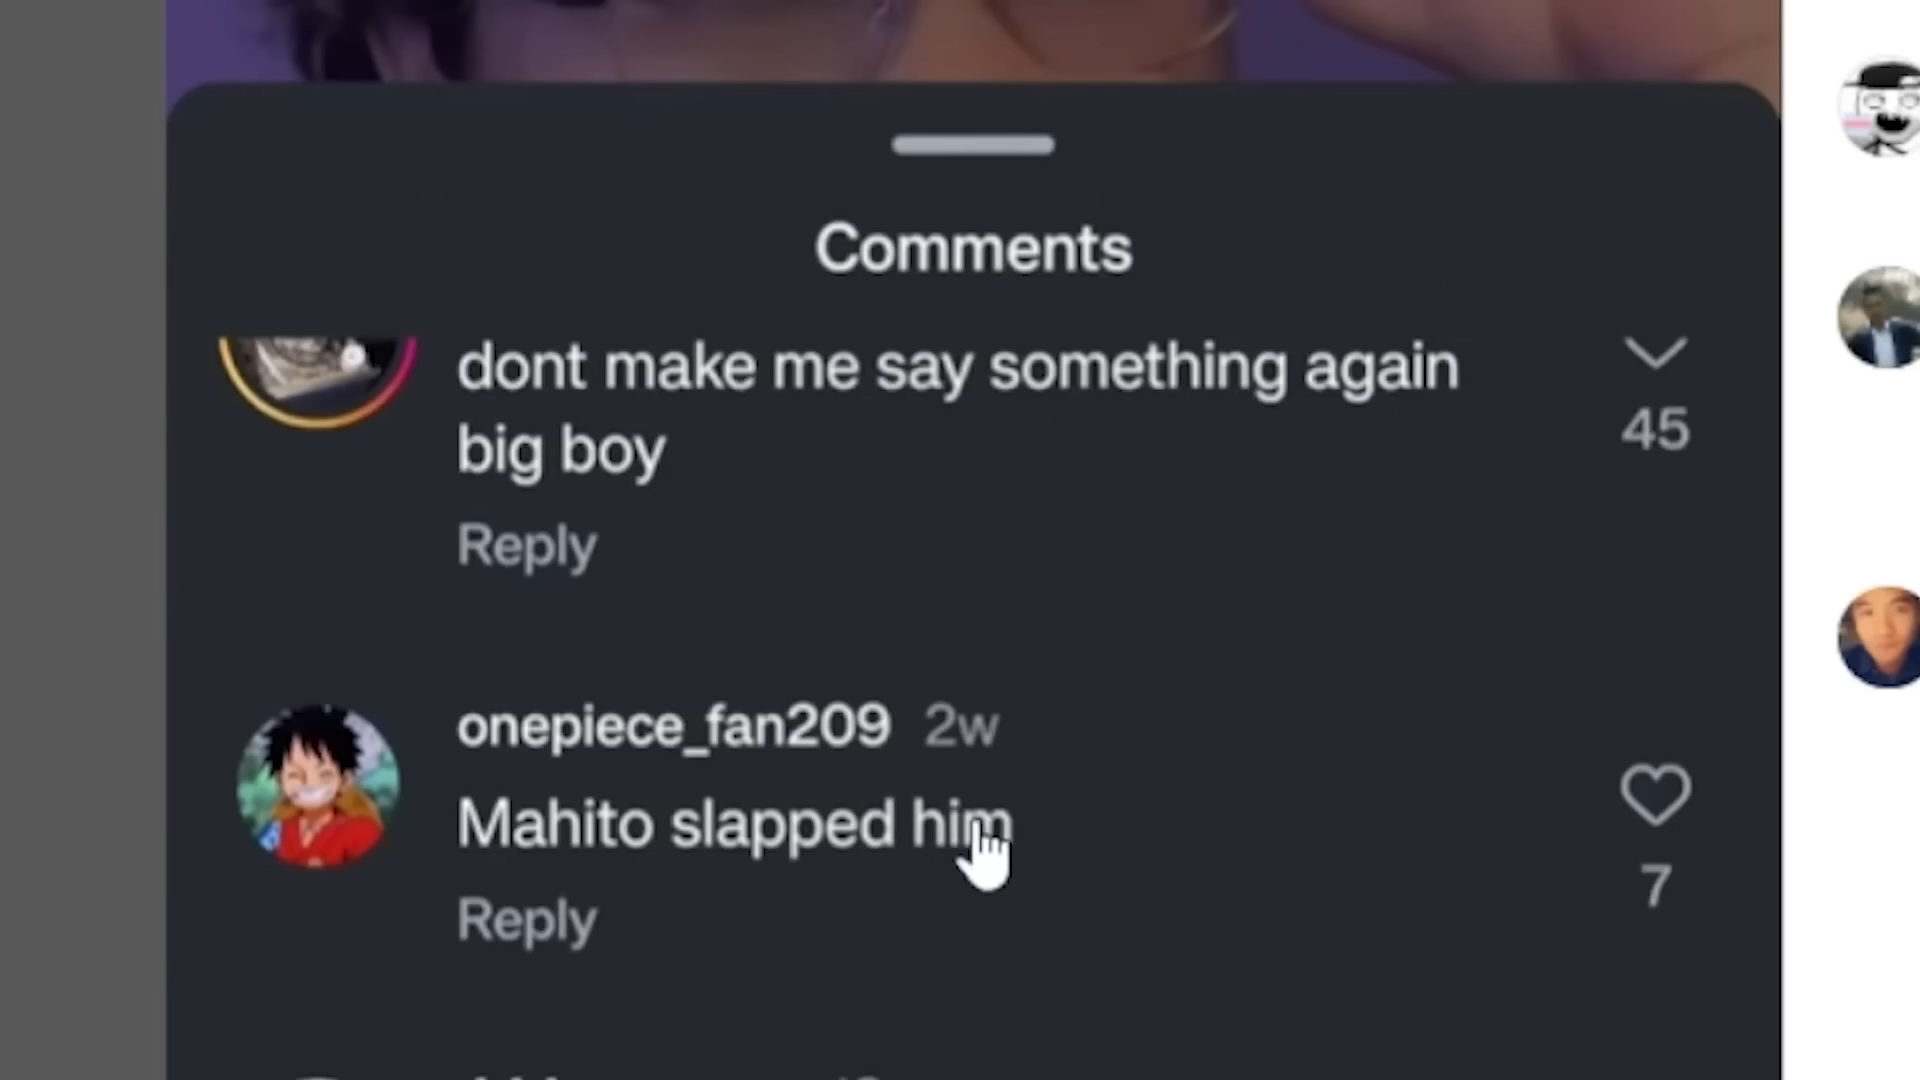 Comments
dont make me say something again
big boy
45
Reply
onepiece_fan209 2w
Mahito slapped him
7
Reply